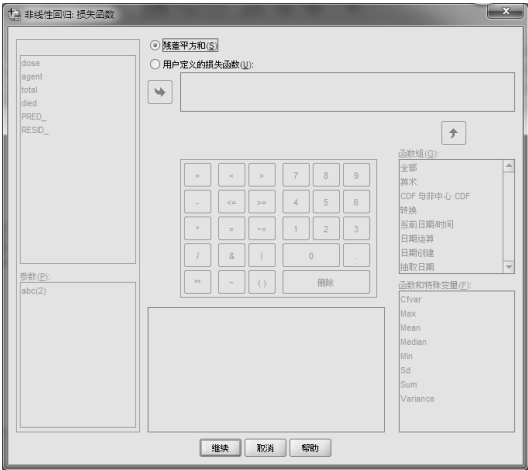 非线性回归: 损失函数
残差平方和(S)
用户定义的损失函数(U):
dose
agent
total
died
PRED_
RESID_
参数(P):
abc(2)
+ < > 7 8 9
- <= >= 4 5 6
* = ~= 1 2 3
/ & | 0 .
** ~ ( ) 删除
函数组(G):
全部
算术
CDF 与非中心 CDF
转换
当前日期/时间
日期运算
日期创建
抽取日期
函数和特殊变量(F):
Cfvar
Max
Mean
Median
Min
Sd
Sum
Variance
继续 取消 帮助